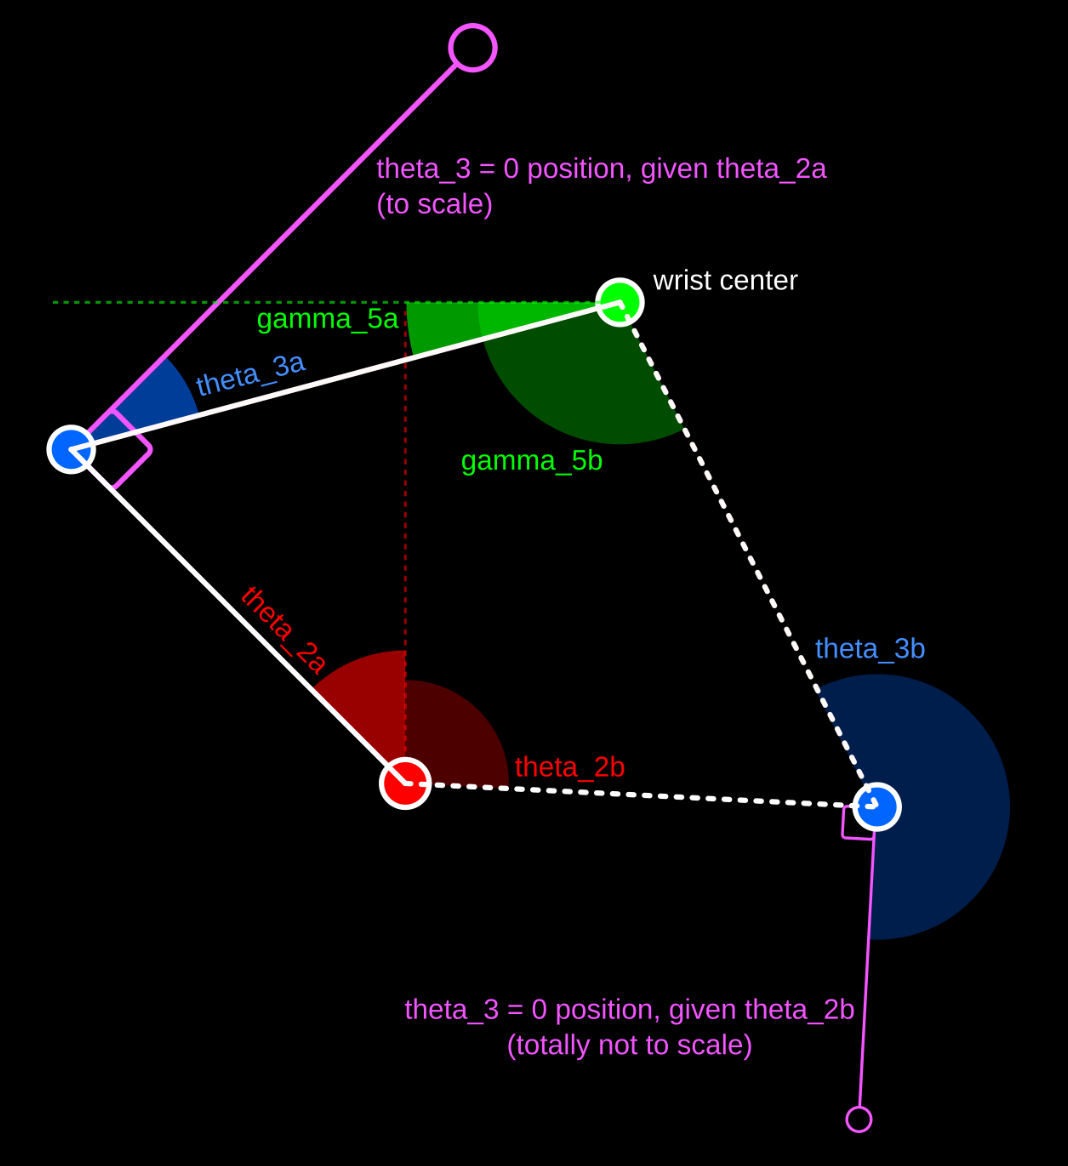 theta_3 = 0 position, given theta_2a
(to scale)
wrist center
gamma_5a
theta_3a
gamma_5b
theta_2a
theta_3b
theta_2b
theta_3 = 0 position, given theta_2b
(totally not to scale)